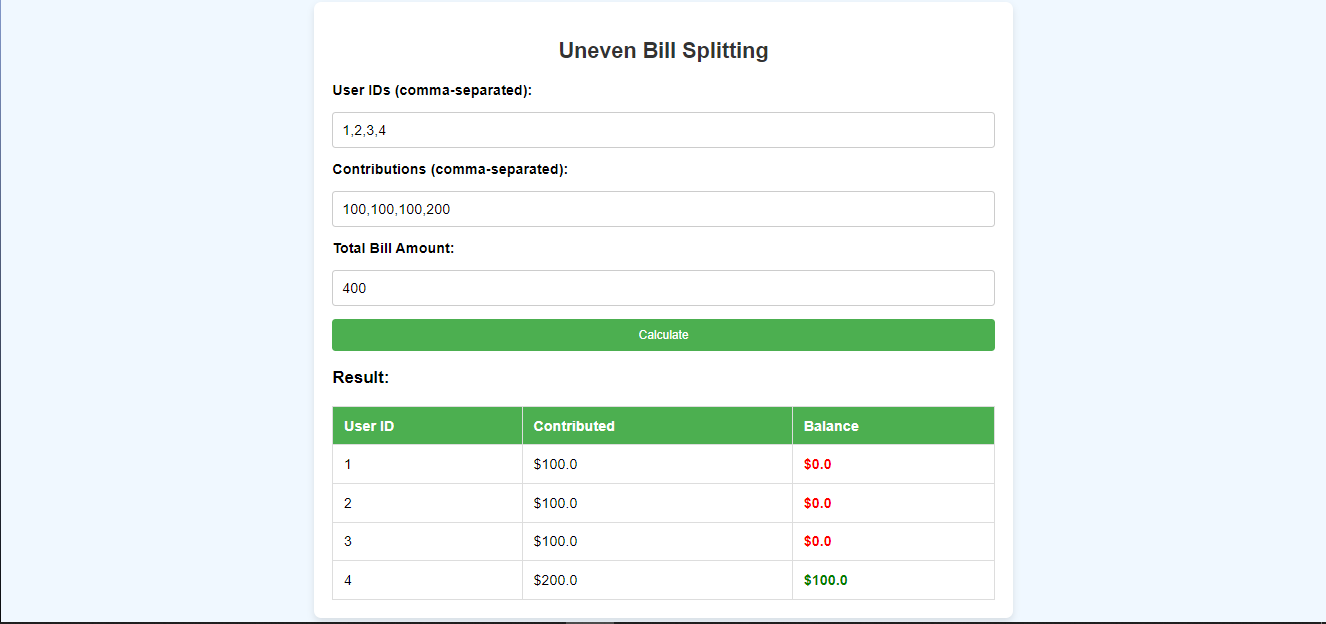 Uneven Bill Splitting
User IDs (comma-separated):
1,2,3,4
Contributions (comma-separated):
100,100,100,200
Total Bill Amount:
400
Calculate
Result:
User ID Contributed Balance
1 $100.0 $0.0
2 $100.0 $0.0
3 $100.0 $0.0
4 $200.0 $100.0